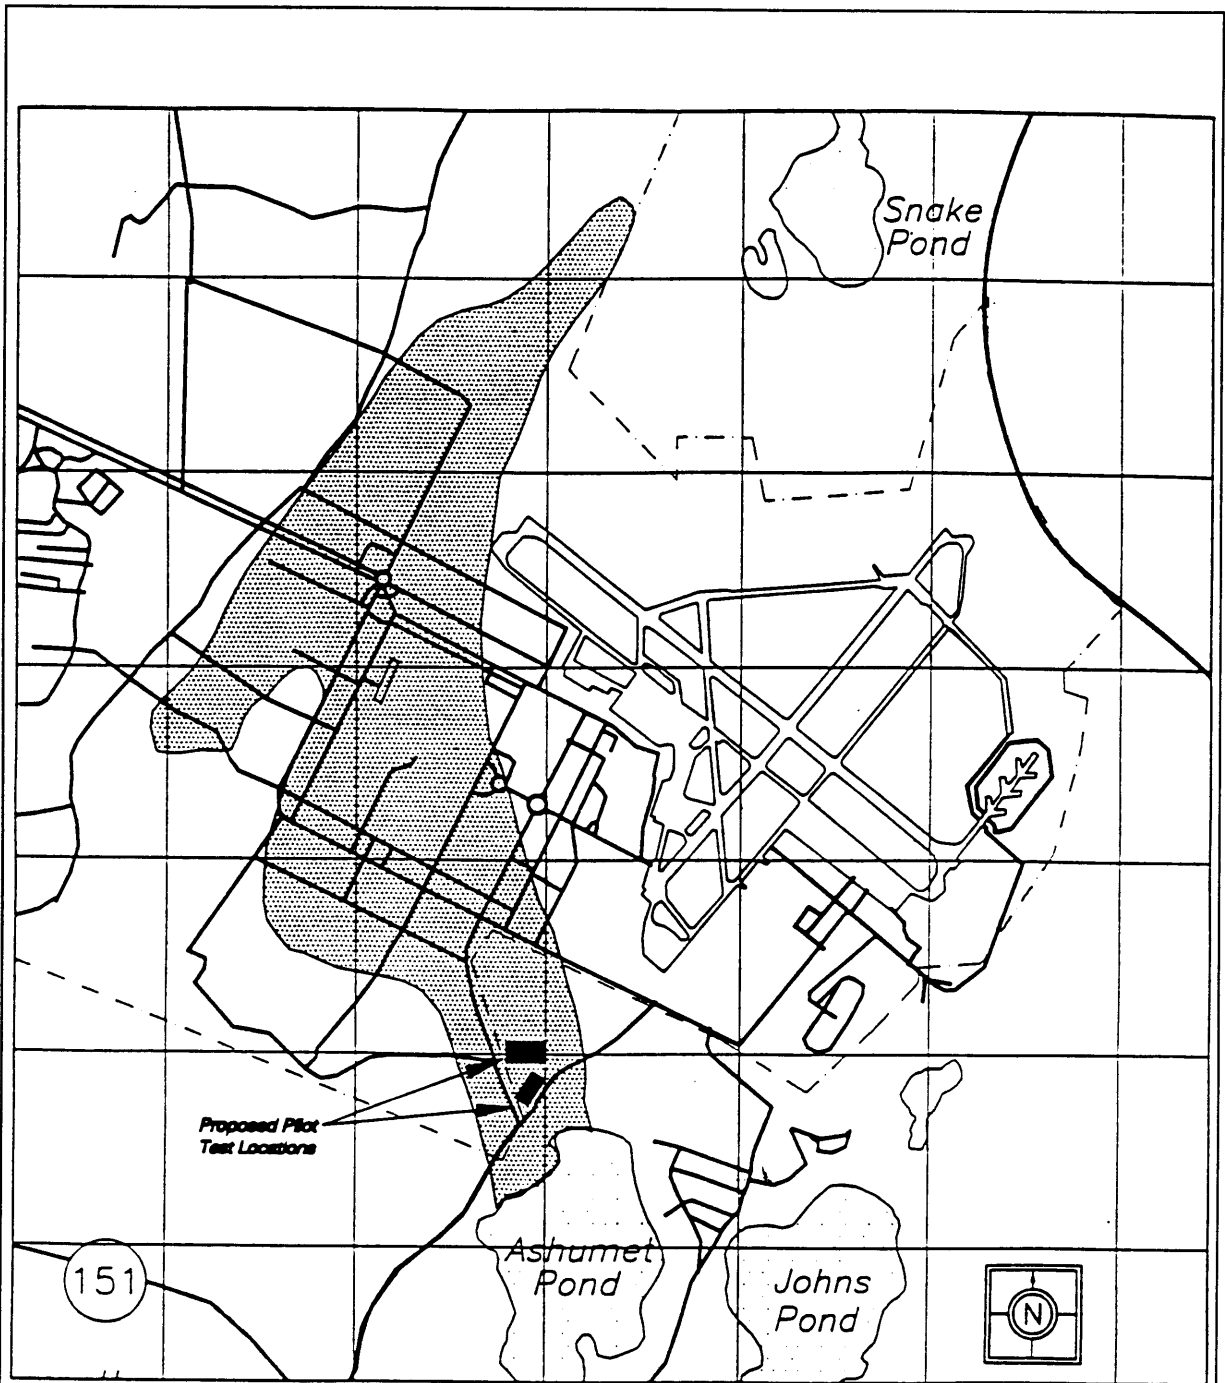 Snake
Pond
Proposed Pilot
Test Locations
151
Ashumet
Pond
Johns
Pond
N